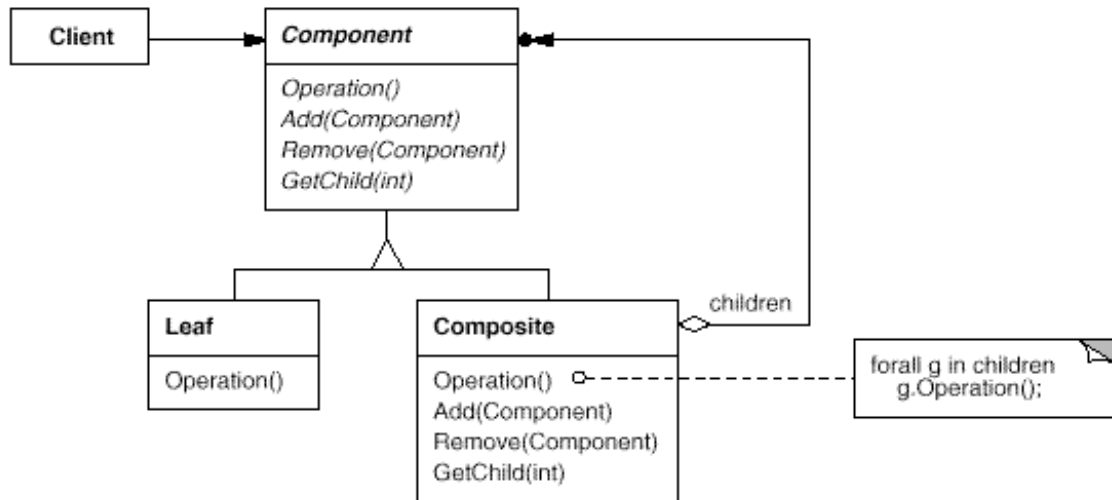 Client
Component
Operation()
Add(Component)
Remove(Component)
GetChild(int)
children
Leaf
Operation()
Composite
Operation()
Add(Component)
Remove(Component)
GetChild(int)
forall g in children
g.Operation();